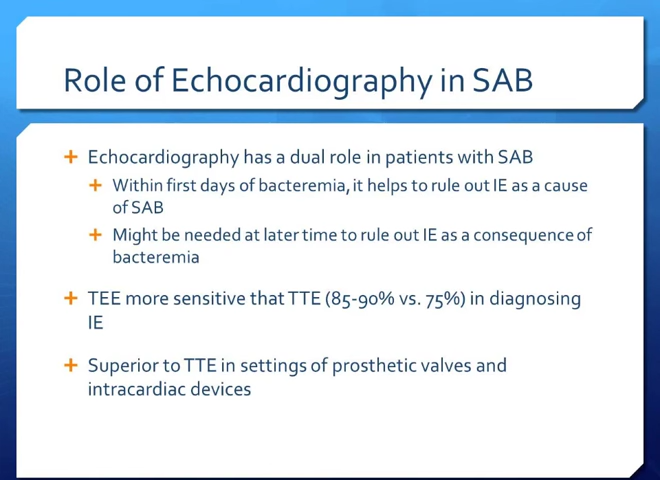 Role of Echocardiography in SAB
Echocardiography has a dual role in patients with SAB
Within first days of bacteremia, it helps to rule out IE as a cause
of SAB
Might be needed at later time to rule out IE as a consequence of
bacteremia
TEE more sensitive that TTE (85-90% vs. 75%) in diagnosing
IE
Superior to TTE in settings of prosthetic valves and
intracardiac devices